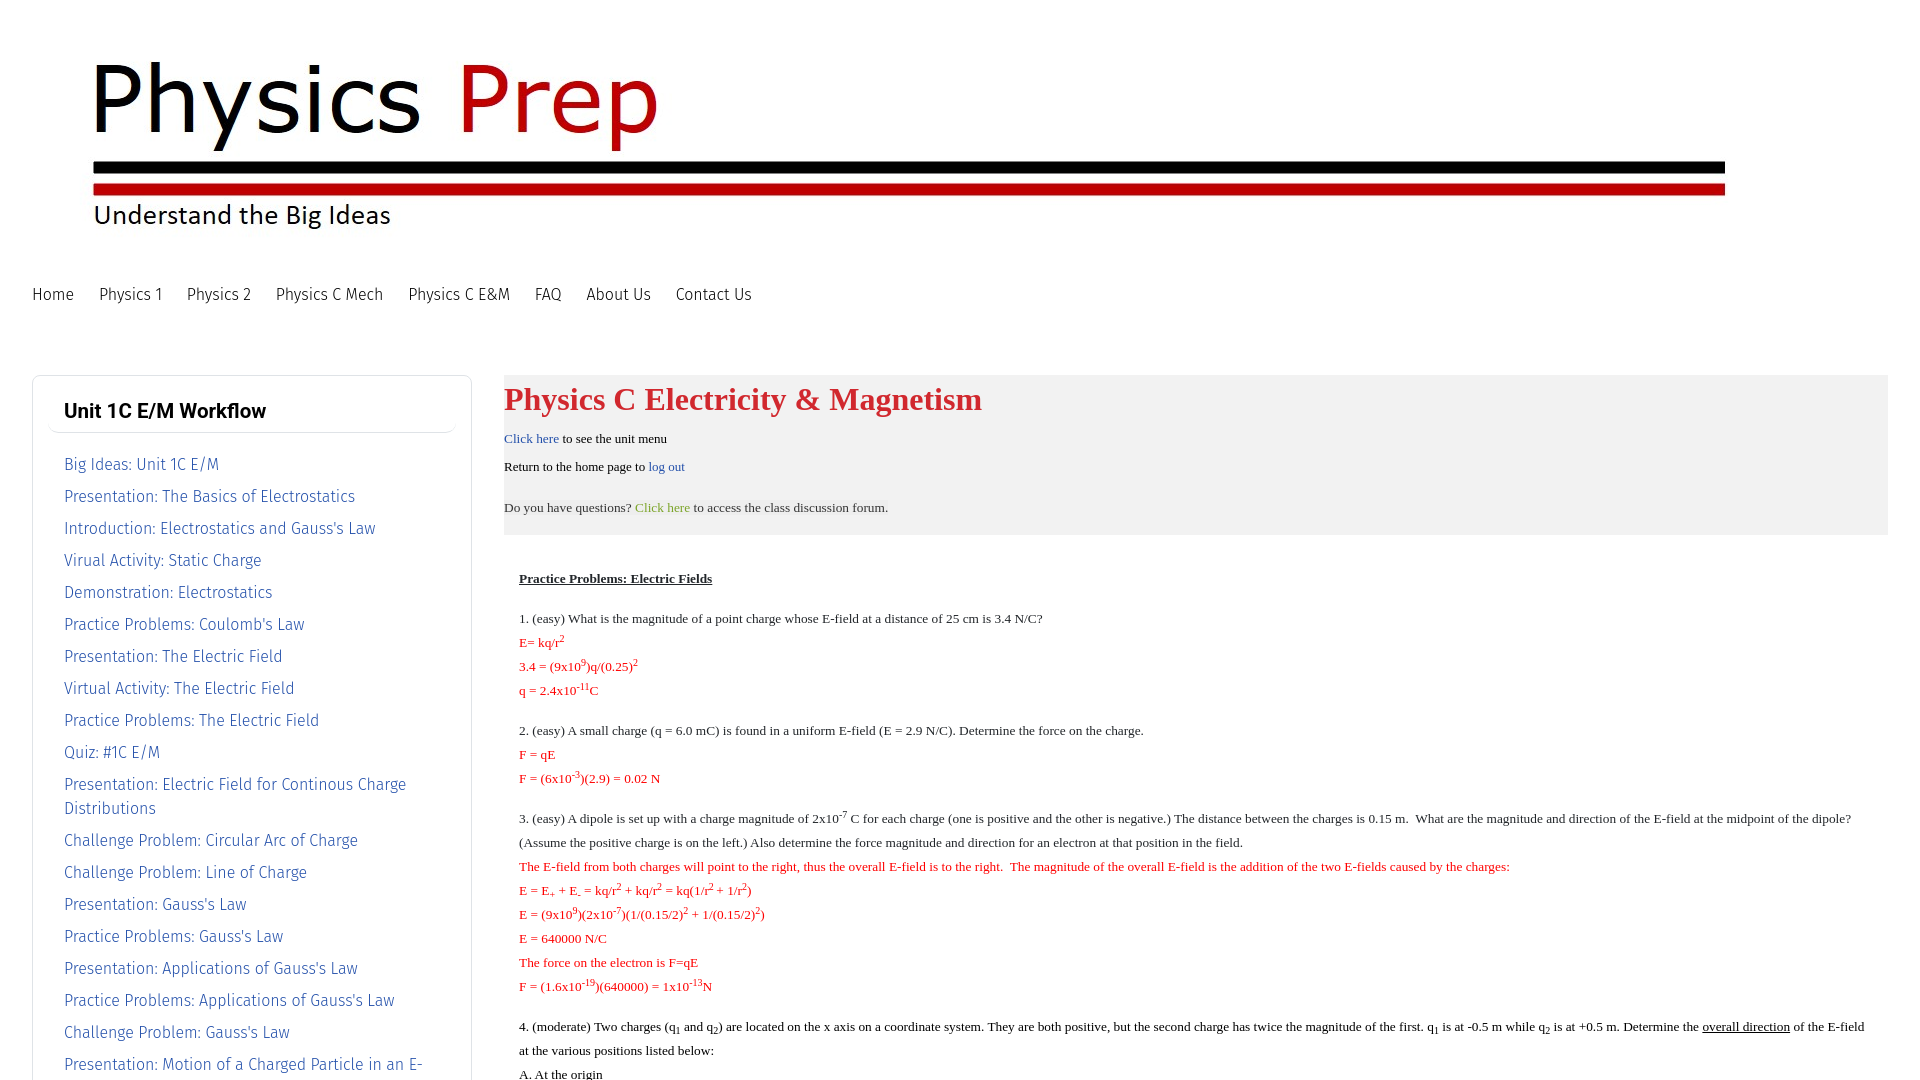 Physics Prep
Understand the Big Ideas
Home Physics 1 Physics 2 Physics C Mech Physics C E&M FAQ About Us Contact Us
Unit 1C E/M Workflow
Big Ideas: Unit 1C E/M
Presentation: The Basics of Electrostatics
Introduction: Electrostatics and Gauss's Law
Virual Activity: Static Charge
Demonstration: Electrostatics
Practice Problems: Coulomb's Law
Presentation: The Electric Field
Virtual Activity: The Electric Field
Practice Problems: The Electric Field
Quiz: #1C E/M
Presentation: Electric Field for Continous Charge
Distributions
Challenge Problem: Circular Arc of Charge
Challenge Problem: Line of Charge
Presentation: Gauss's Law
Practice Problems: Gauss's Law
Presentation: Applications of Gauss's Law
Practice Problems: Applications of Gauss's Law
Challenge Problem: Gauss's Law
Presentation: Motion of a Charged Particle in an E-
Physics C Electricity & Magnetism
Click here to see the unit menu
Return to the home page to log out
Do you have questions? Click here to access the class discussion forum.
Practice Problems: Electric Fields
1. (easy) What is the magnitude of a point charge whose E-field at a distance of 25 cm is 3.4 N/C?
E= kq/r²
3.4 = (9x10⁹)q/(0.25)²
q = 2.4x10⁻¹¹C
2. (easy) A small charge (q = 6.0 mC) is found in a uniform E-field (E = 2.9 N/C). Determine the force on the charge.
F = qE
F = (6x10⁻³)(2.9) = 0.02 N
3. (easy) A dipole is set up with a charge magnitude of 2x10⁻⁷ C for each charge (one is positive and the other is negative.) The distance between the charges is 0.15 m.  What are the magnitude and direction of the E-field at the midpoint of the dipole?
(Assume the positive charge is on the left.) Also determine the force magnitude and direction for an electron at that position in the field.
The E-field from both charges will point to the right, thus the overall E-field is to the right.  The magnitude of the overall E-field is the addition of the two E-fields caused by the charges:
E = E₊ + E₋ = kq/r² + kq/r² = kq(1/r² + 1/r²)
E = (9x10⁹)(2x10⁻⁷)(1/(0.15/2)² + 1/(0.15/2)²)
E = 640000 N/C
The force on the electron is F=qE
F = (1.6x10⁻¹⁹)(640000) = 1x10⁻¹³N
4. (moderate) Two charges (q₁ and q₂) are located on the x axis on a coordinate system. They are both positive, but the second charge has twice the magnitude of the first. q₁ is at -0.5 m while q₂ is at +0.5 m. Determine the overall direction of the E-field
at the various positions listed below:
A. At the origin